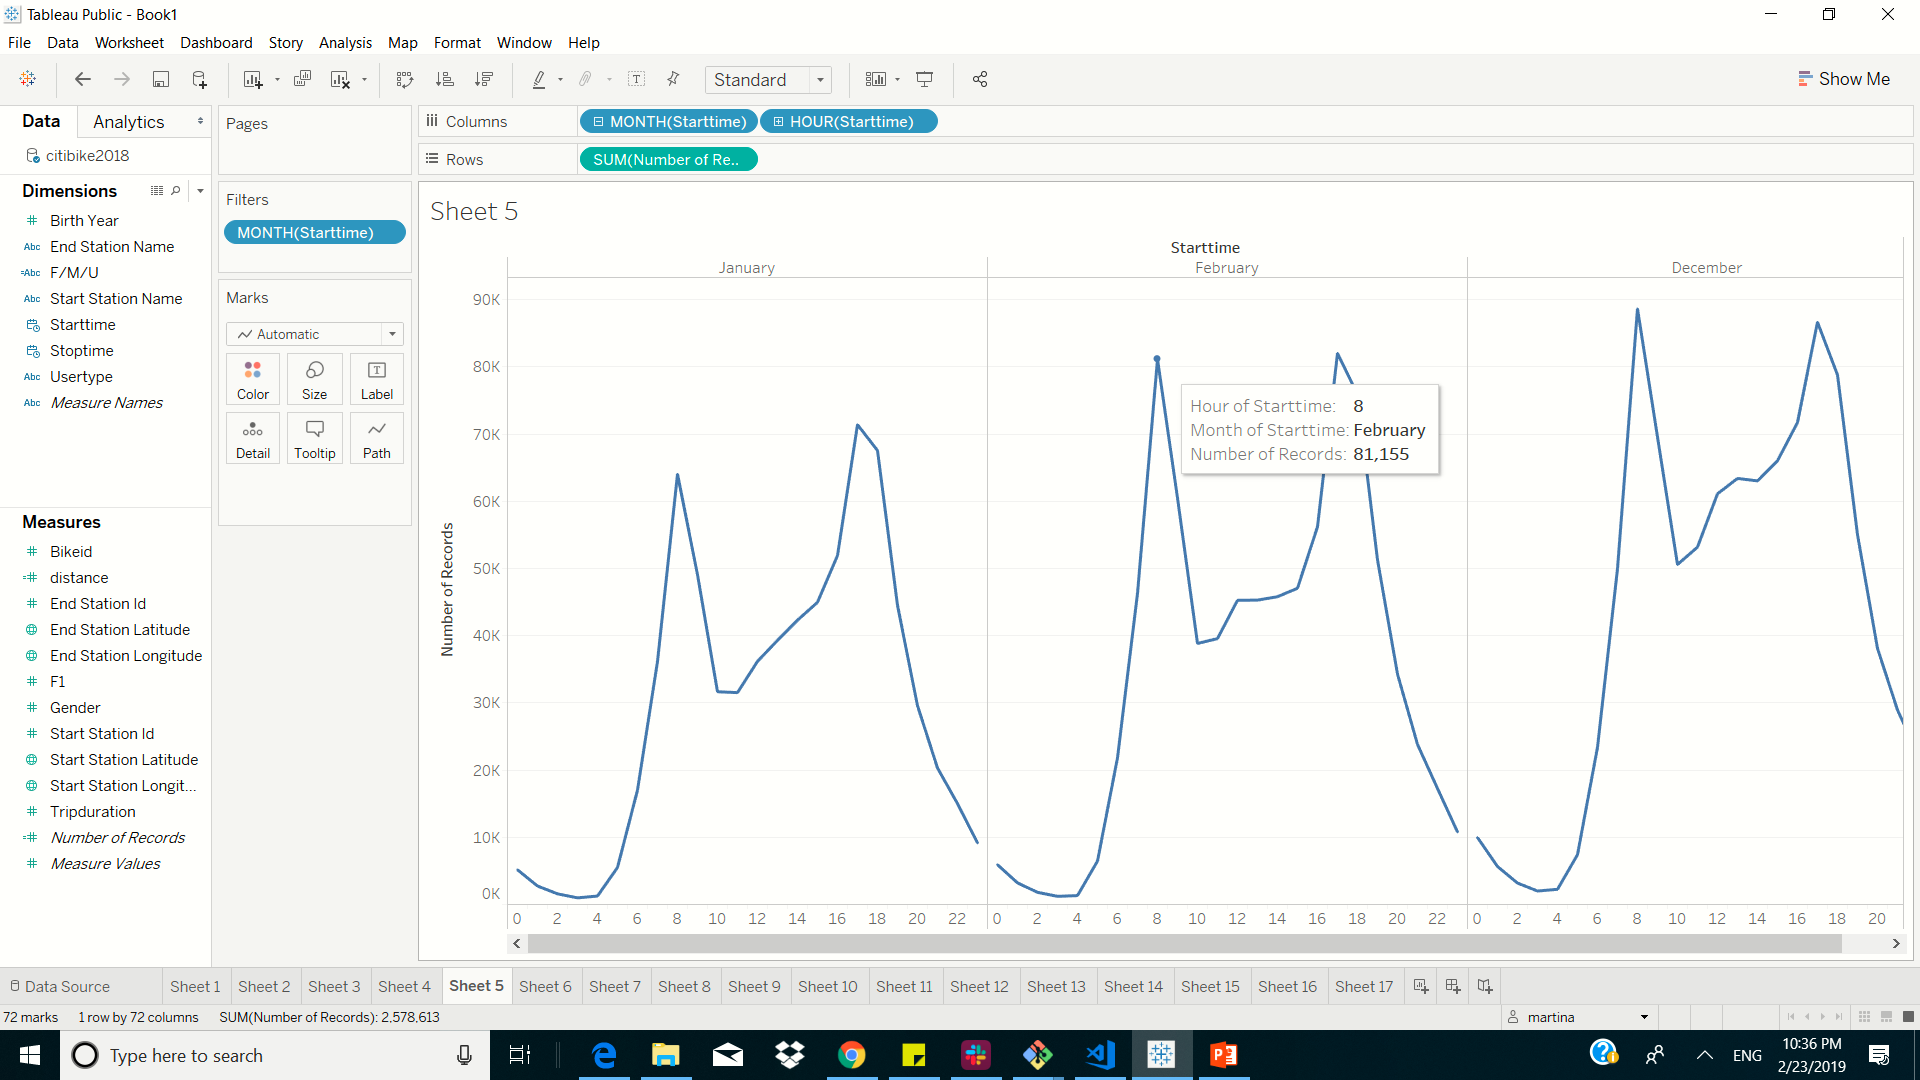 Tableau Public - Book1
File Data Worksheet Dashboard Story Analysis Map Format Window Help
Standard
Show Me
Data Analytics
citibike2018
Dimensions
Birth Year
Abc End Station Name
=Abc F/M/U
Abc Start Station Name
Starttime
Stoptime
Abc Usertype
Abc Measure Names
Measures
Bikeid
distance
End Station Id
End Station Latitude
End Station Longitude
F1
Gender
Start Station Id
Start Station Latitude
Start Station Longit...
Tripduration
Number of Records
Measure Values
Pages
Filters
MONTH(Starttime)
Marks
Automatic
Color Size Label
Detail Tooltip Path
Columns MONTH(Starttime) HOUR(Starttime)
Rows SUM(Number of Re..
Sheet 5
Starttime
January February December
Number of Records
90K
80K
70K
60K
50K
40K
30K
20K
10K
0K
Hour of Starttime: 8
Month of Starttime: February
Number of Records: 81,155
0 2 4 6 8 10 12 14 16 18 20 22 0 2 4 6 8 10 12 14 16 18 20 22 0 2 4 6 8 10 12 14 16 18 20
Data Source Sheet 1 Sheet 2 Sheet 3 Sheet 4 Sheet 5 Sheet 6 Sheet 7 Sheet 8 Sheet 9 Sheet 10 Sheet 11 Sheet 12 Sheet 13 Sheet 14 Sheet 15 Sheet 16 Sheet 17
72 marks 1 row by 72 columns SUM(Number of Records): 2,578,613 martina
Type here to search
ENG
10:36 PM
2/23/2019